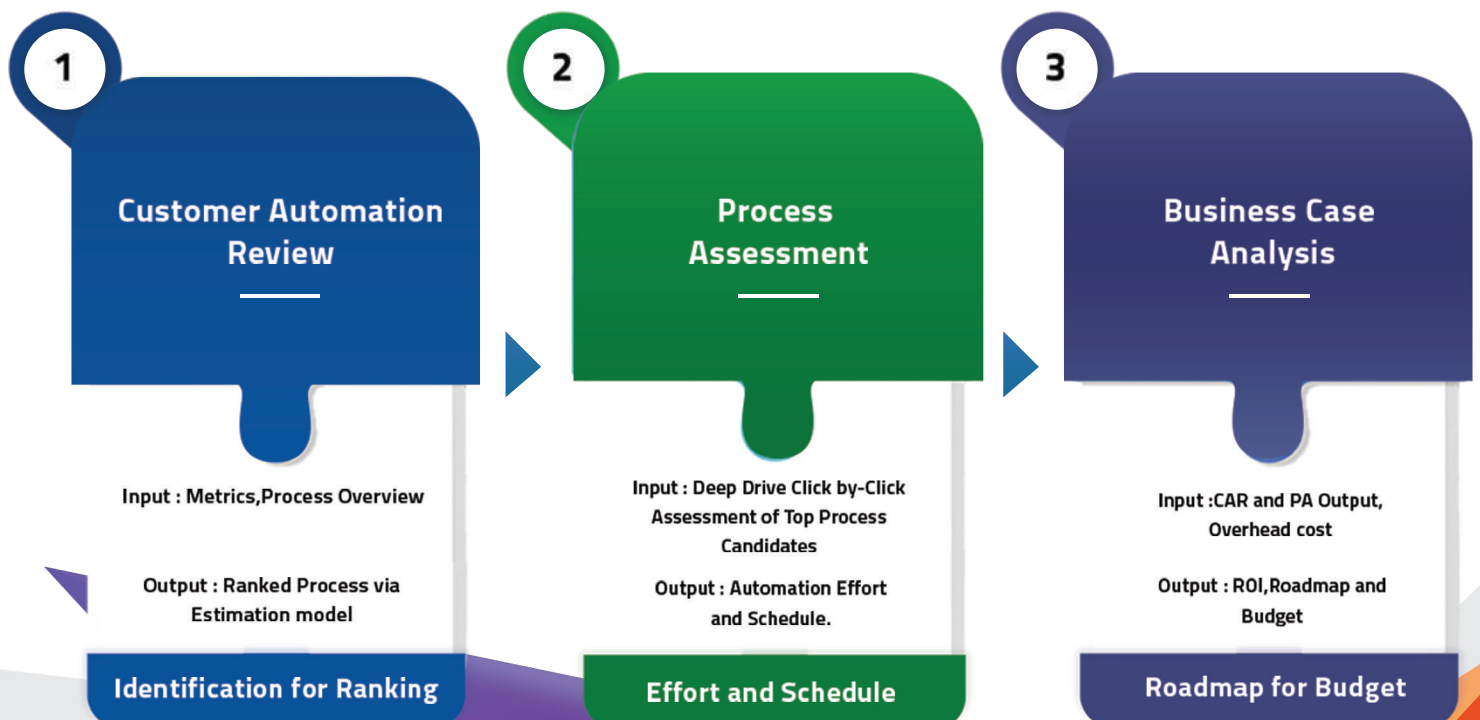 1
Customer Automation
Review
Input : Metrics,Process Overview
Output : Ranked Process via
Estimation model
Identification for Ranking
2
Process
Assessment
Input : Deep Drive Click by-Click
Assessment of Top Process
Candidates
Output : Automation Effort
and Schedule.
Effort and Schedule
3
Business Case
Analysis
Input :CAR and PA Output,
Overhead cost
Output : ROI,Roadmap and
Budget
Roadmap for Budget